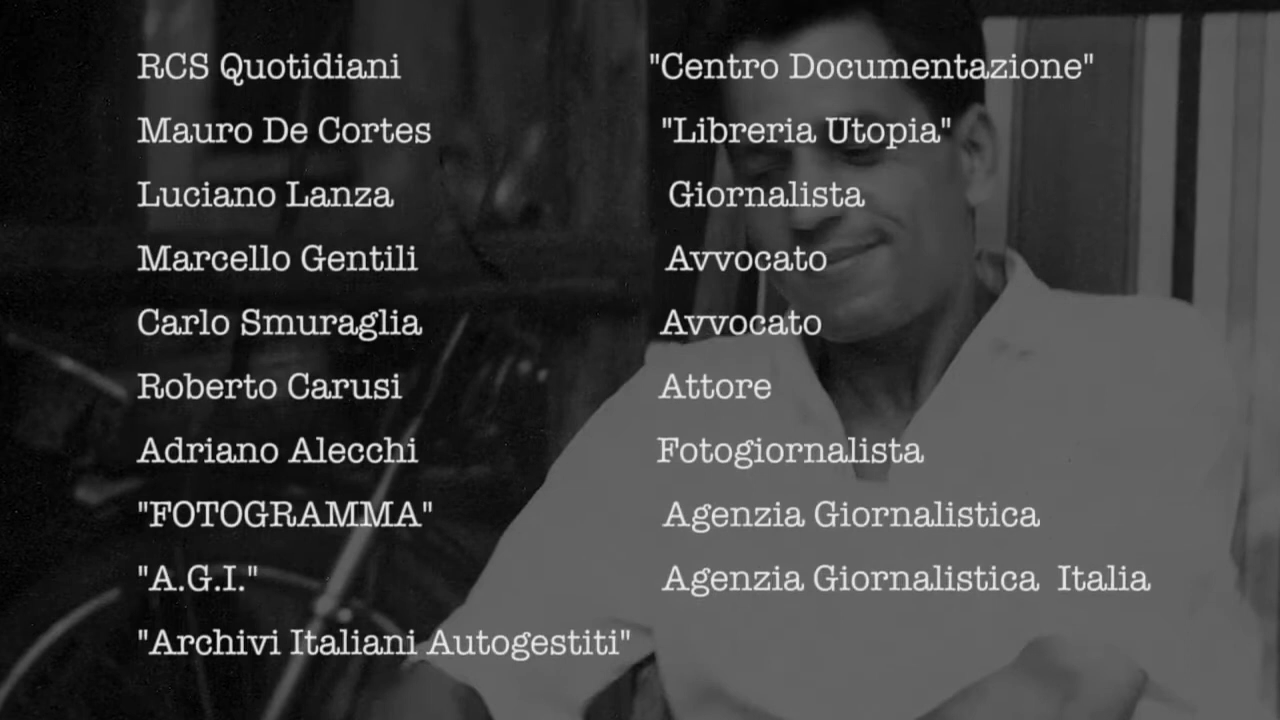 RCS Quotidiani "Centro Documentazione"
Mauro De Cortes "Libreria Utopia"
Luciano Lanza Giornalista
Marcello Gentili Avvocato
Carlo Smuraglia Avvocato
Roberto Carusi Attore
Adriano Alecchi Fotogiornalista
"FOTOGRAMMA" Agenzia Giornalistica
"A.G.I." Agenzia Giornalistica Italia
"Archivi Italiani Autogestiti"